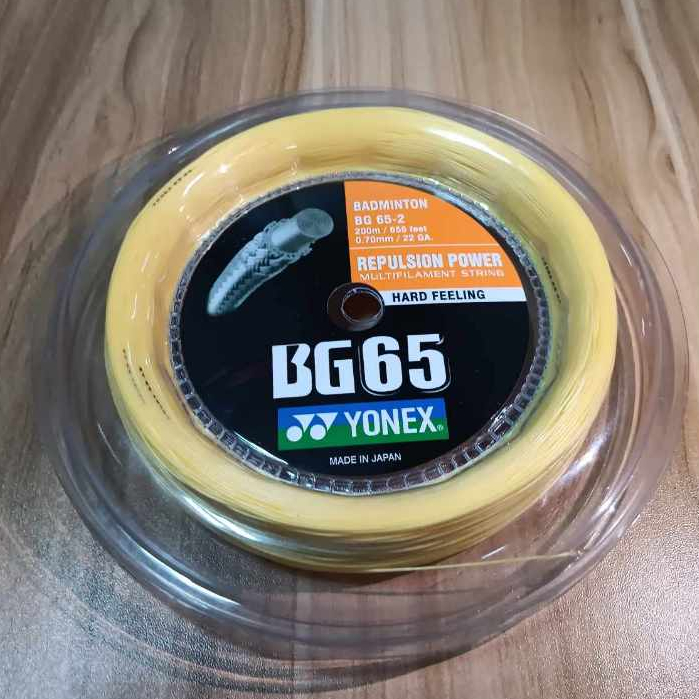 BADMINTON
BG 65-2
200m / 656 feet
0.70mm / 22 GA.
REPULSION POWER
MULTIFILAMENT STRING
HARD FEELING
BG65
YONEX®
MADE IN JAPAN